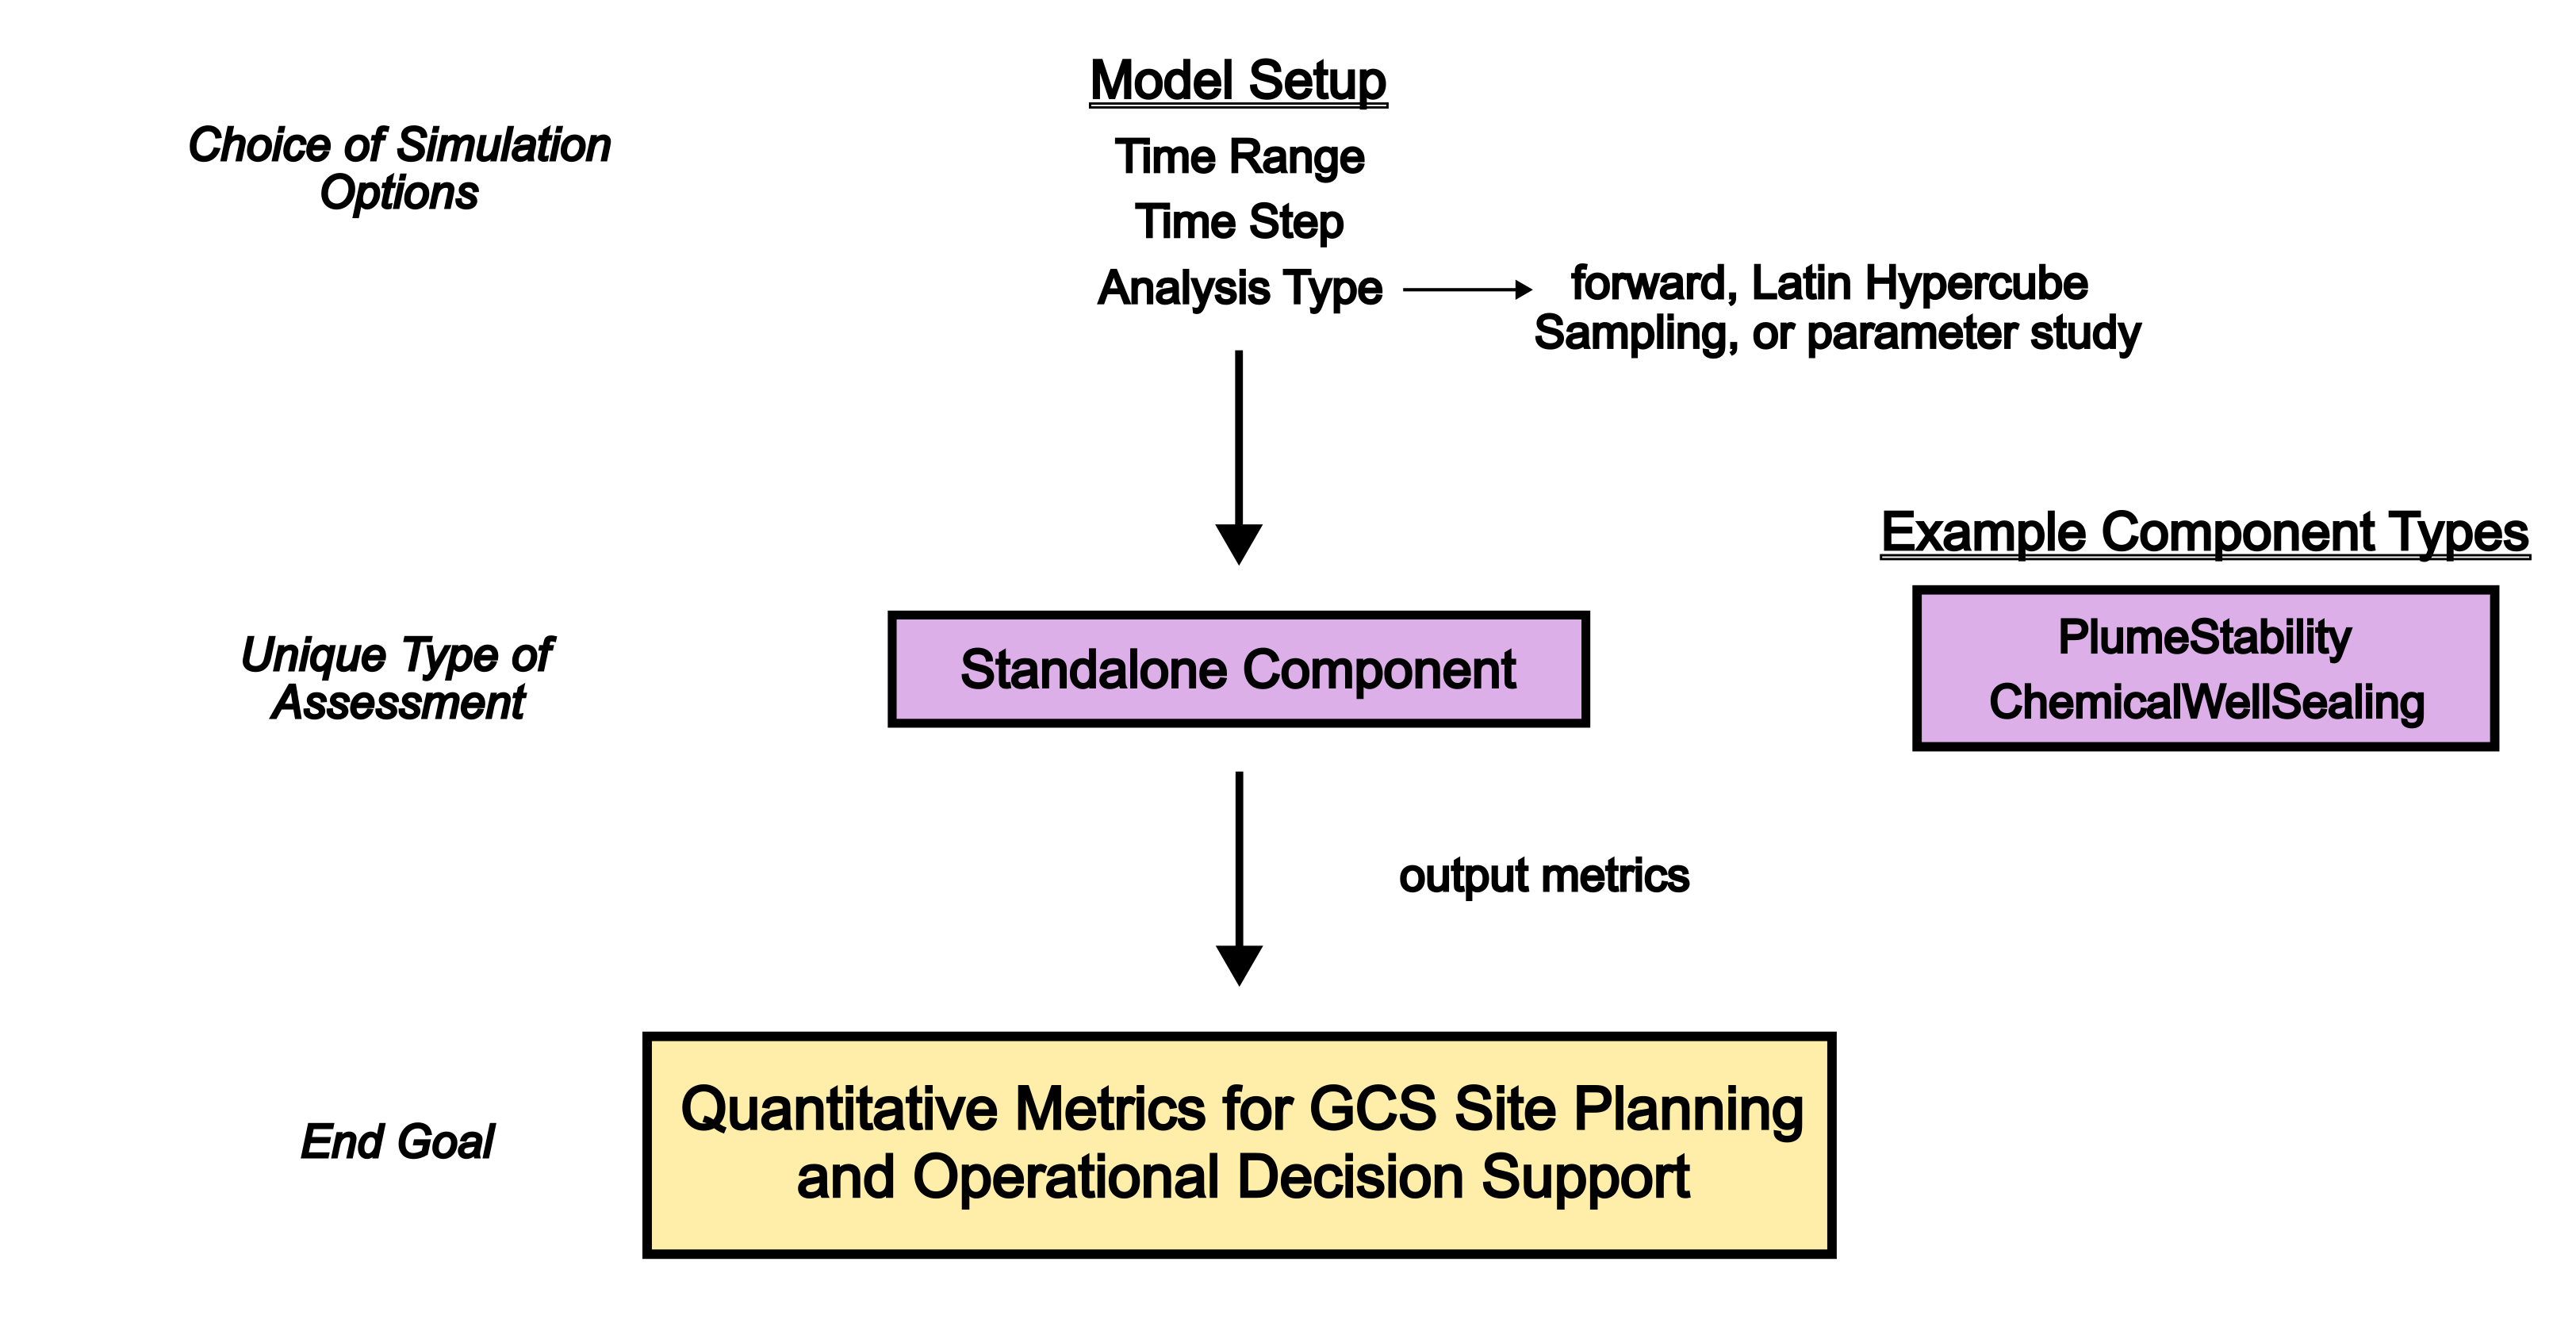 Model Setup
Choice of Simulation
Options
Time Range
Time Step
Analysis Type
forward, Latin Hypercube
Sampling, or parameter study
Example Component Types
PlumeStability
ChemicalWellSealing
Unique Type of
Assessment
Standalone Component
output metrics
End Goal
Quantitative Metrics for GCS Site Planning
and Operational Decision Support